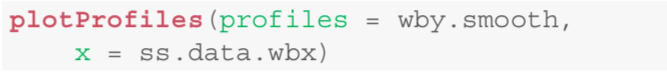 plotProfiles(profiles = wby.smooth,
    x = ss.data.wbx)